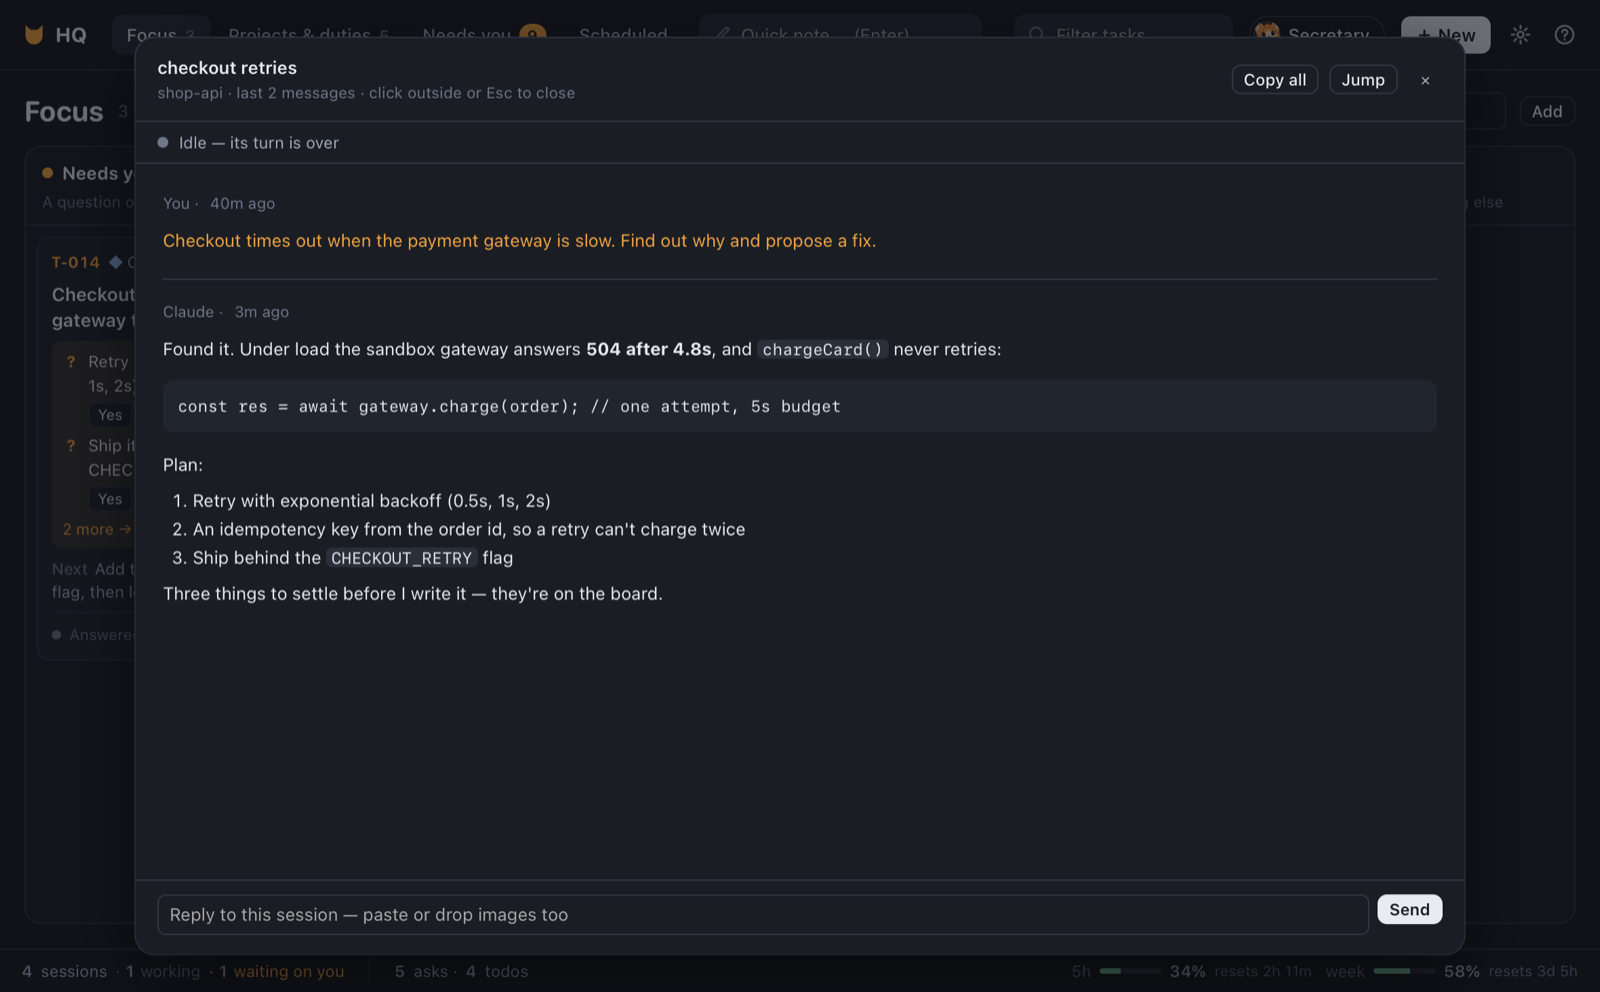 HQ
Focus 3
Projects & duties 5
Needs you
Scheduled
Quick note (Enter)
Filter tasks
Secretary
+ New
checkout retries
shop-api · last 2 messages · click outside or Esc to close
Copy all
Jump
×
Focus 3
Add
Idle — its turn is over
Needs y
A question o
else
You · 40m ago
Checkout times out when the payment gateway is slow. Find out why and propose a fix.
T-014
Checkout
gateway t
Claude · 3m ago
Found it. Under load the sandbox gateway answers 504 after 4.8s, and chargeCard() never retries:
? Retry
1s, 2s
Yes
const res = await gateway.charge(order); // one attempt, 5s budget
? Ship it
CHEC
Yes
2 more →
Plan:
1. Retry with exponential backoff (0.5s, 1s, 2s)
2. An idempotency key from the order id, so a retry can't charge twice
3. Ship behind the CHECKOUT_RETRY flag
Three things to settle before I write it — they're on the board.
Next Add t
flag, then l
Answere
Reply to this session — paste or drop images too
Send
4 sessions · 1 working · 1 waiting on you
5 asks · 4 todos
5h 34% resets 2h 11m
week 58% resets 3d 5h